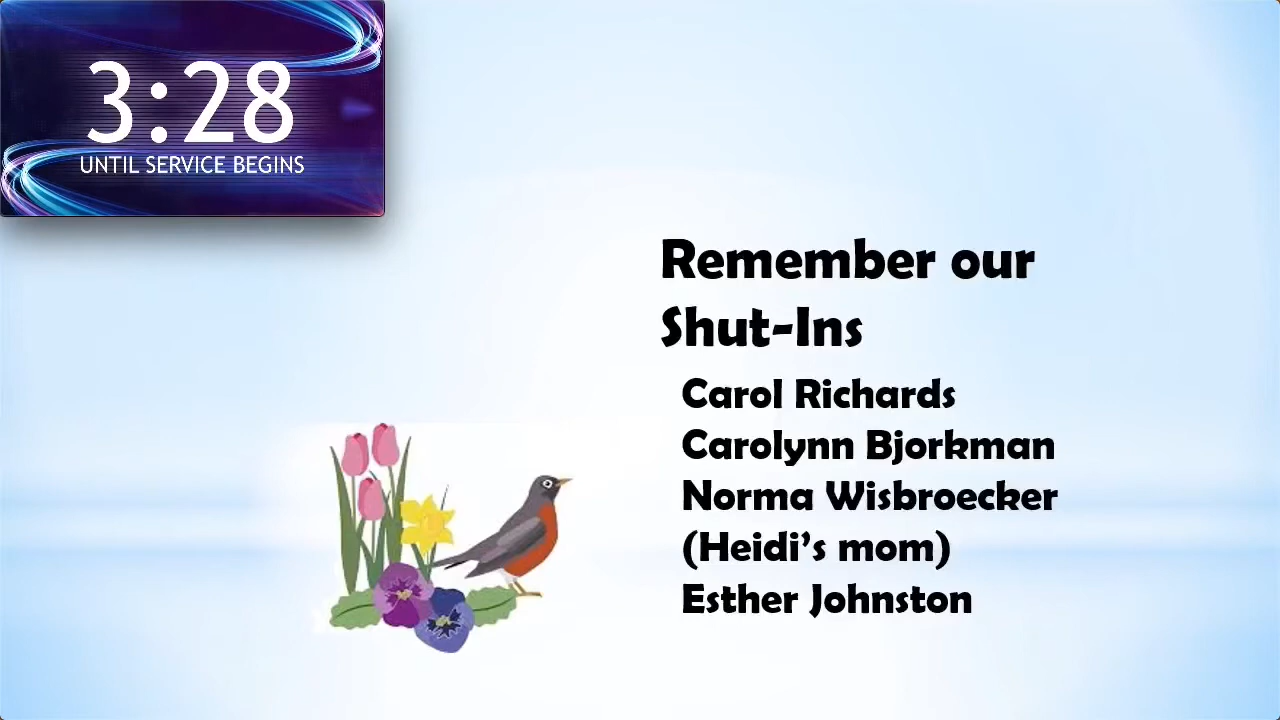 3:28
UNTIL SERVICE BEGINS
Remember our
Shut-Ins
Carol Richards
Carolynn Bjorkman
Norma Wisbroecker
(Heidi’s mom)
Esther Johnston